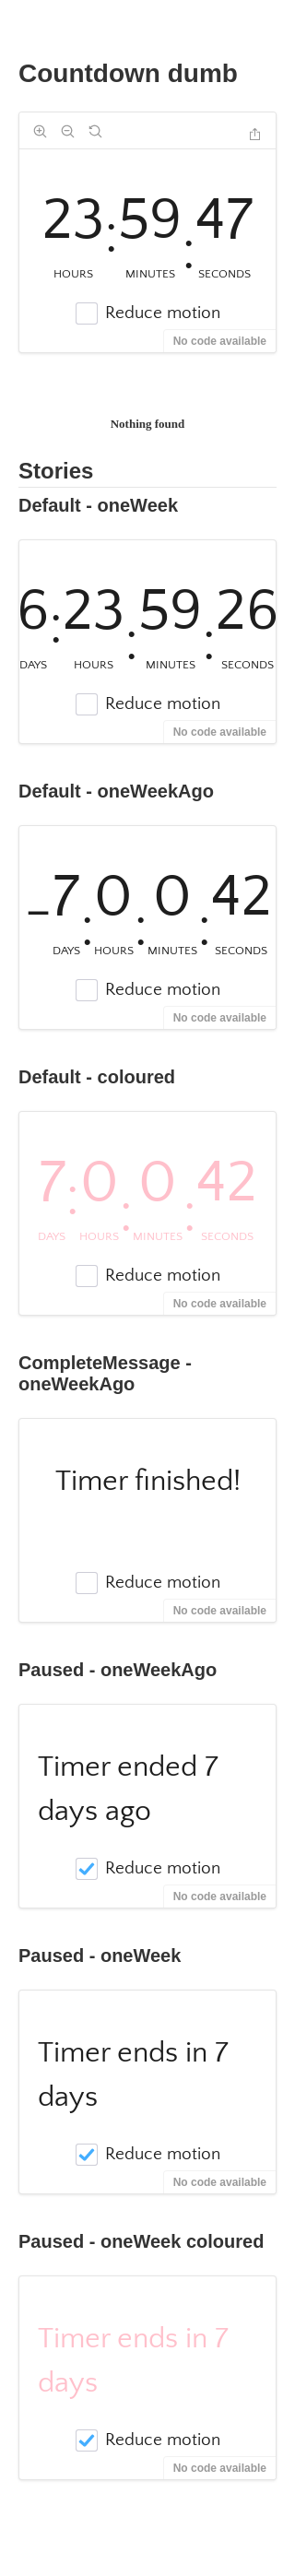 Countdown dumb
23:59:47
HOURS MINUTES SECONDS
Reduce motion
No code available
Nothing found
Stories
Default - oneWeek
6:23:59:26
DAYS HOURS MINUTES SECONDS
Reduce motion
No code available
Default - oneWeekAgo
-7:0:0:42
DAYS HOURS MINUTES SECONDS
Reduce motion
No code available
Default - coloured
7:0:0:42
DAYS HOURS MINUTES SECONDS
Reduce motion
No code available
CompleteMessage -
oneWeekAgo
Timer finished!
Reduce motion
No code available
Paused - oneWeekAgo
Timer ended 7
days ago
Reduce motion
No code available
Paused - oneWeek
Timer ends in 7
days
Reduce motion
No code available
Paused - oneWeek coloured
Timer ends in 7
days
Reduce motion
No code available